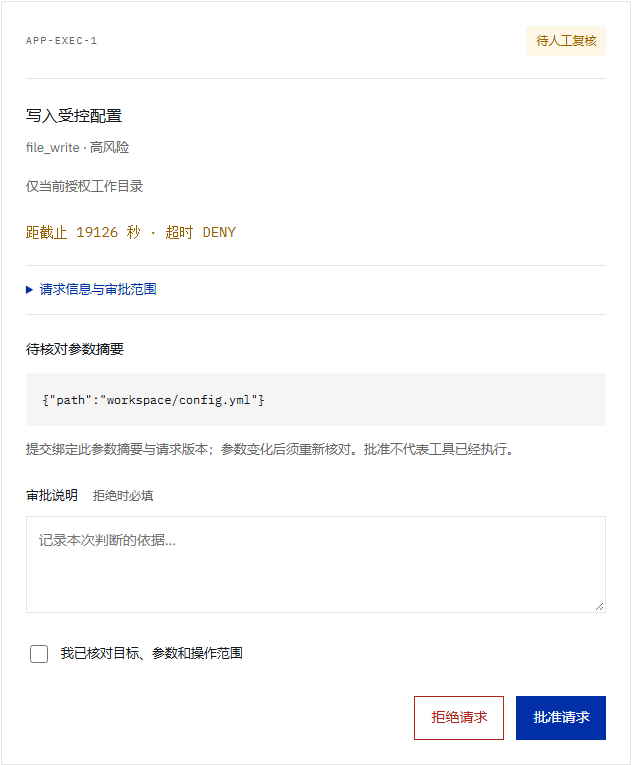 APP-EXEC-1
待人工复核
写入受控配置
file_write · 高风险
仅当前授权工作目录
距截止 19126 秒 · 超时 DENY
▶ 请求信息与审批范围
待核对参数摘要
{"path":"workspace/config.yml"}
提交绑定此参数摘要与请求版本；参数变化后须重新核对。批准不代表工具已经执行。
审批说明 拒绝时必填
记录本次判断的依据...
我已核对目标、参数和操作范围
拒绝请求
批准请求